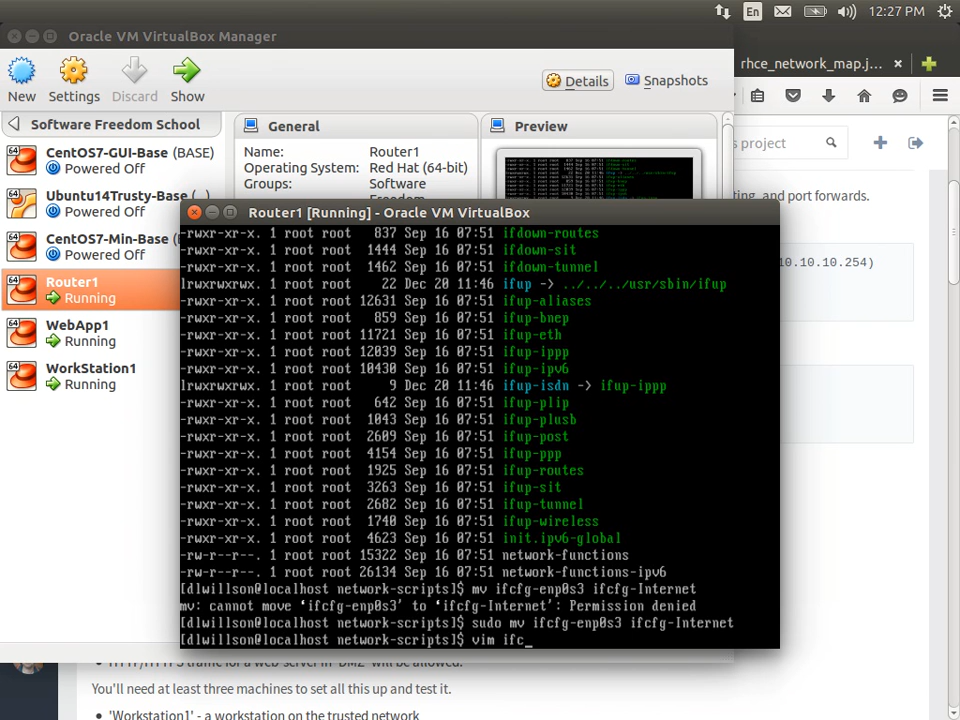 En
12:27 PM
Oracle VM VirtualBox Manager
rhce_network_map.j...
New
Settings
Discard
Show
Details
Snapshots
s project
Software Freedom School
General
Preview
CentOS7-GUI-Base (BASE)
Powered Off
Name: Router1
Operating System: Red Hat (64-bit)
Groups: Software
Ubuntu14Trusty-Base (...)
Powered Off
ting, and port forwards.
Router1 [Running] - Oracle VM VirtualBox
CentOS7-Min-Base
Powered Off
Router1
Running
WebApp1
Running
WorkStation1
Running
10.10.10.254)
-rwxr-xr-x. 1 root root 837 Sep 16 07:51 ifdown-routes
-rwxr-xr-x. 1 root root 1444 Sep 16 07:51 ifdown-sit
-rwxr-xr-x. 1 root root 1462 Sep 16 07:51 ifdown-tunnel
lrwxrwxrwx. 1 root root 22 Dec 20 11:46 ifup -> ../../../usr/sbin/ifup
-rwxr-xr-x. 1 root root 12631 Sep 16 07:51 ifup-aliases
-rwxr-xr-x. 1 root root 859 Sep 16 07:51 ifup-bnep
-rwxr-xr-x. 1 root root 11721 Sep 16 07:51 ifup-eth
-rwxr-xr-x. 1 root root 12039 Sep 16 07:51 ifup-ippp
-rwxr-xr-x. 1 root root 10430 Sep 16 07:51 ifup-ipv6
lrwxrwxrwx. 1 root root 9 Dec 20 11:46 ifup-isdn -> ifup-ippp
-rwxr-xr-x. 1 root root 642 Sep 16 07:51 ifup-plip
-rwxr-xr-x. 1 root root 1043 Sep 16 07:51 ifup-plusb
-rwxr-xr-x. 1 root root 2609 Sep 16 07:51 ifup-post
-rwxr-xr-x. 1 root root 4154 Sep 16 07:51 ifup-ppp
-rwxr-xr-x. 1 root root 1925 Sep 16 07:51 ifup-routes
-rwxr-xr-x. 1 root root 3263 Sep 16 07:51 ifup-sit
-rwxr-xr-x. 1 root root 2682 Sep 16 07:51 ifup-tunnel
-rwxr-xr-x. 1 root root 1740 Sep 16 07:51 ifup-wireless
-rwxr-xr-x. 1 root root 4623 Sep 16 07:51 init.ipv6-global
-rw-r--r--. 1 root root 15322 Sep 16 07:51 network-functions
-rw-r--r--. 1 root root 26134 Sep 16 07:51 network-functions-ipv6
[dlwillson@localhost network-scripts]$ mv ifcfg-enp0s3 ifcfg-Internet
mv: cannot move ‘ifcfg-enp0s3’ to ‘ifcfg-Internet’: Permission denied
[dlwillson@localhost network-scripts]$ sudo mv ifcfg-enp0s3 ifcfg-Internet
[dlwillson@localhost network-scripts]$ vim ifc_
HTTP/HTTPS traffic for a web-server in 'DMZ' will be allowed.
You'll need at least three machines to set all this up and test it.
• 'Workstation1' - a workstation on the trusted network